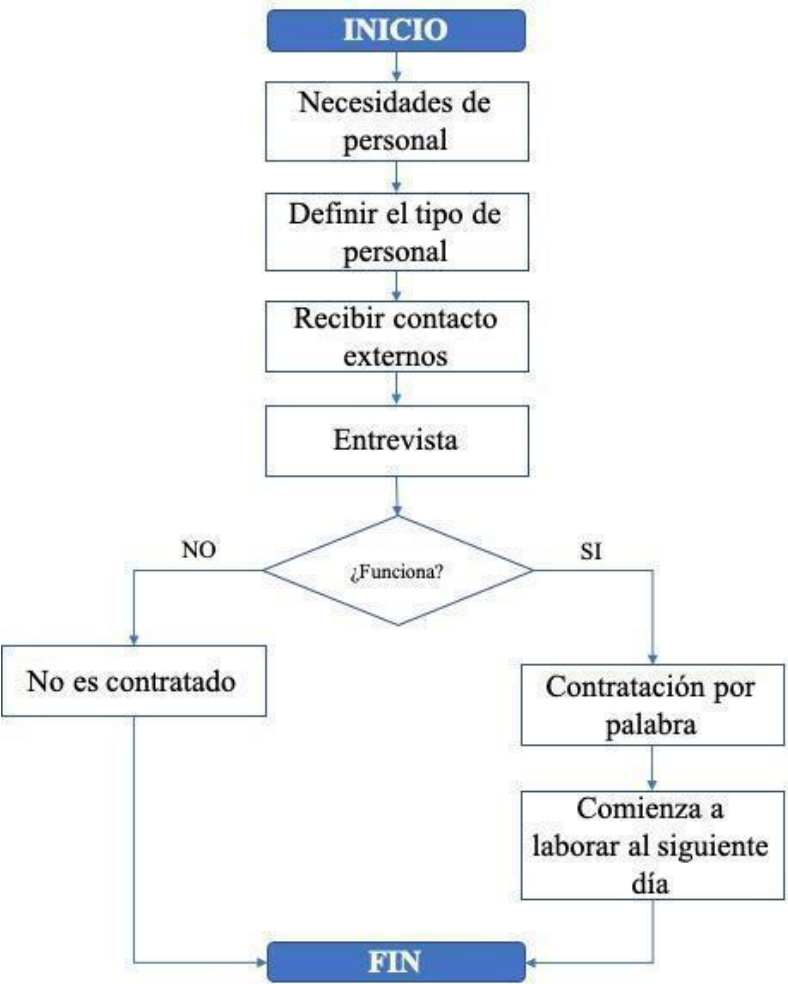 INICIO
Necesidades de
personal
Definir el tipo de
personal
Recibir contacto
externos
Entrevista
NO
SI
¿Funciona?
No es contratado
Contratación por
palabra
Comienza a
laborar al siguiente
día
FIN